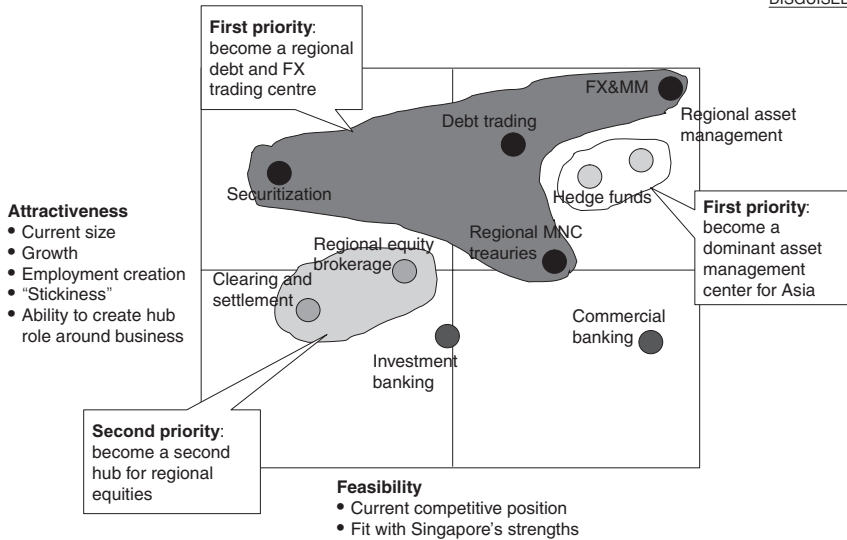 DISGUISED
First priority:
become a regional
debt and FX
trading centre
FX&MM
Regional asset
management
Debt trading
Securitization
Hedge funds
First priority:
become a
dominant asset
management
center for Asia
Attractiveness
• Current size
• Growth
• Employment creation
• "Stickiness"
• Ability to create hub
role around business
Regional MNC
treauries
Regional equity
brokerage
Clearing and
settlement
Commercial
banking
Investment
banking
Second priority:
become a second
hub for regional
equities
Feasibility
• Current competitive position
• Fit with Singapore's strengths